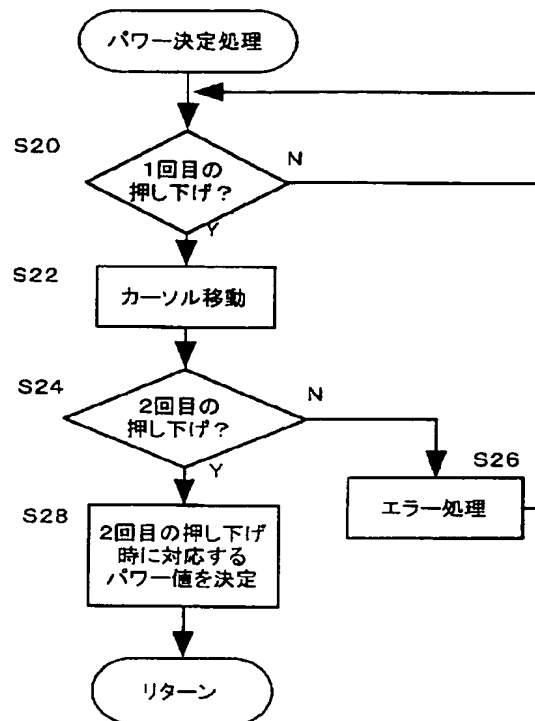 パワー決定処理
S20
1回目の
押し下げ?
N
Y
S22
カーソル移動
S24
2回目の
押し下げ?
N
Y
S26
エラー処理
S28
2回目の押し下げ
時に対応する
パワー値を決定
リターン